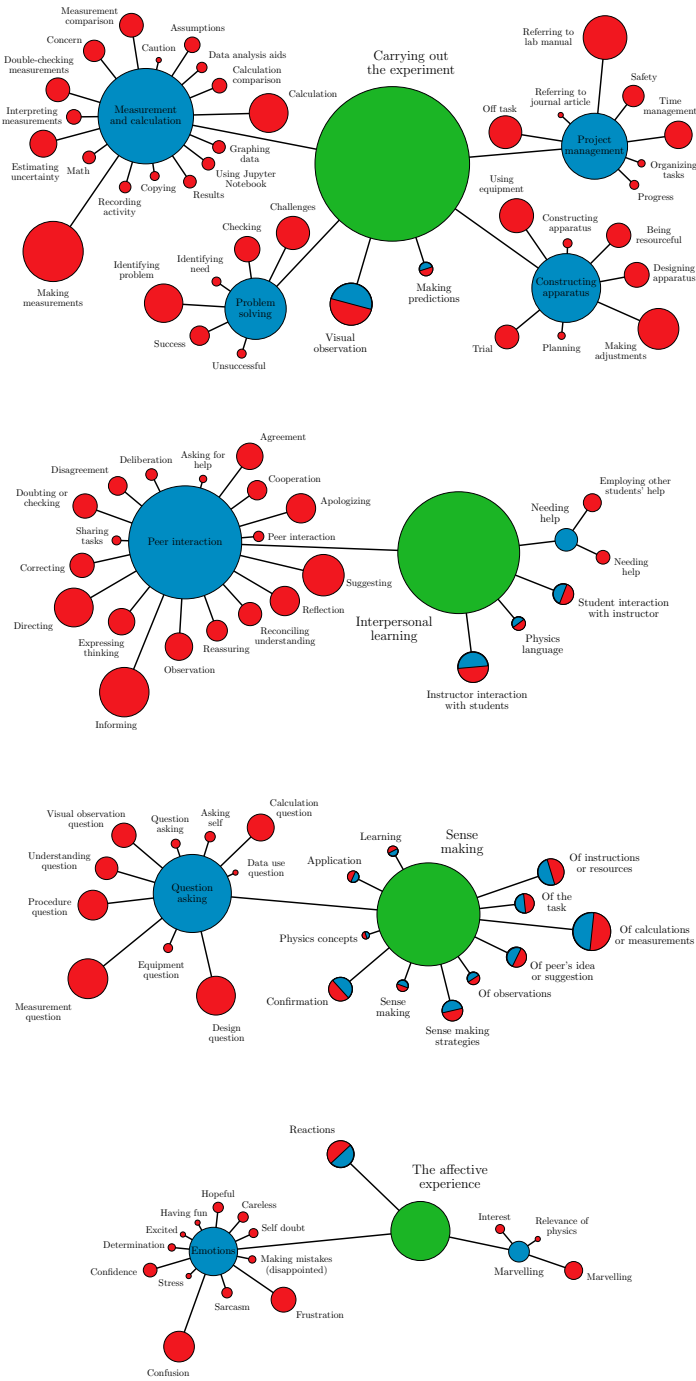 Measurement
comparison
Assumptions
Concern
Caution
Data analysis aids
Double-checking
measurements
Calculation
comparison
Calculation
Interpreting
measurements
Measurement
and calculation
Graphing
data
Estimating
uncertainty
Math
Using Jupyter
Notebook
Copying
Results
Recording
activity
Making
measurements
Carrying out
the experiment
Referring to
lab manual
Safety
Referring to
journal article
Time
management
Off task
Project
management
Organizing
tasks
Progress
Using
equipment
Challenges
Checking
Identifying
need
Identifying
problem
Problem
solving
Success
Unsuccessful
Visual
observation
Making
predictions
Constructing
apparatus
Being
resourceful
Designing
apparatus
Constructing
apparatus
Trial
Planning
Making
adjustments
Agreement
Deliberation
Asking for
help
Disagreement
Cooperation
Doubting or
checking
Apologizing
Sharing
tasks
Peer interaction
Peer interaction
Correcting
Suggesting
Directing
Reflection
Expressing
thinking
Reconciling
understanding
Reassuring
Observation
Informing
Interpersonal
learning
Employing other
students' help
Needing
help
Needing
help
Student interaction
with instructor
Physics
language
Instructor interaction
with students
Calculation
question
Visual observation
question
Question
asking
Asking
self
Understanding
question
Data use
question
Question
asking
Procedure
question
Equipment
question
Measurement
question
Design
question
Learning
Sense
making
Application
Of instructions
or resources
Of the
task
Physics concepts
Of calculations
or measurements
Of peer's idea
or suggestion
Confirmation
Sense
making
Of observations
Sense making
strategies
Reactions
The affective
experience
Hopeful
Having fun
Careless
Excited
Self doubt
Determination
Emotions
Making mistakes
(disappointed)
Confidence
Stress
Sarcasm
Frustration
Confusion
Interest
Relevance of
physics
Marvelling
Marvelling